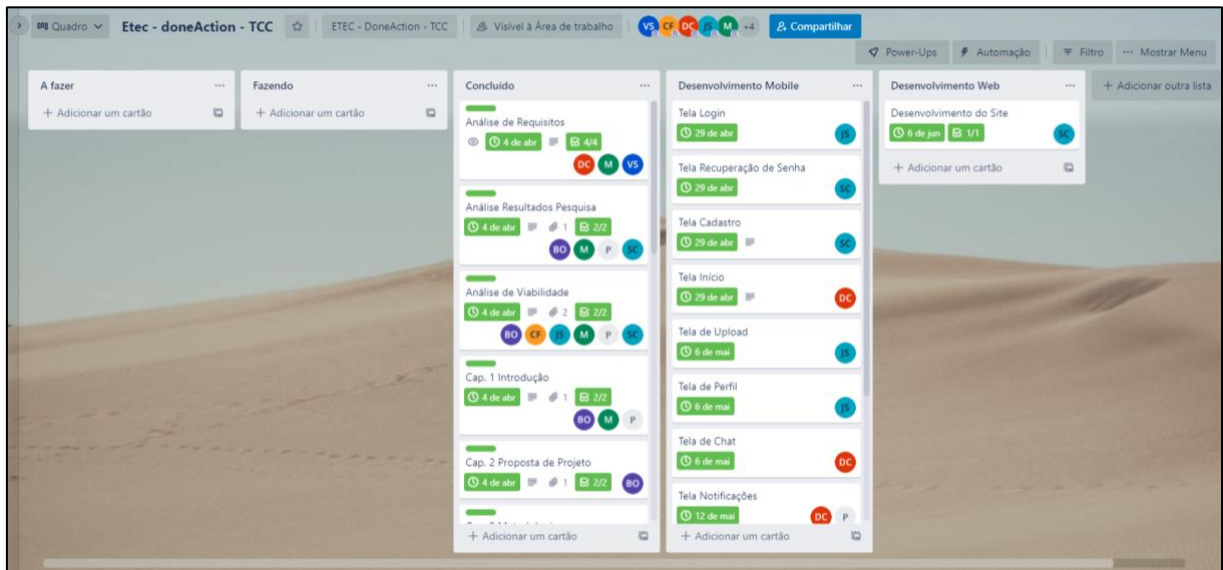 Quadro Etec - doneAction - TCC ETEC - DoneAction - TCC Visível à Área de trabalho VS CF DC JS M +4 Compartilhar
Power-Ups Automação Filtro ... Mostrar Menu
A fazer ...
+ Adicionar um cartão
Fazendo ...
+ Adicionar um cartão
Concluído ...
Análise de Requisitos
4 de abr 4/4
DC M VS
Análise Resultados Pesquisa
4 de abr 1 2/2
BO M P SC
Análise de Viabilidade
4 de abr 2 2/2
BO CF JS M P SC
Cap. 1 Introdução
4 de abr 1 2/2
BO M P
Cap. 2 Proposta de Projeto
4 de abr 1 2/2 BO
+ Adicionar um cartão
Desenvolvimento Mobile ...
Tela Login
29 de abr JS
Tela Recuperação de Senha
29 de abr SC
Tela Cadastro
29 de abr SC
Tela Início
29 de abr DC
Tela de Upload
6 de mai JS
Tela de Perfil
6 de mai JS
Tela de Chat
6 de mai DC
Tela Notificações
12 de mai DC P
+ Adicionar um cartão
Desenvolvimento Web ...
Desenvolvimento do Site
6 de jun 1/1 SC
+ Adicionar um cartão
+ Adicionar outra lista